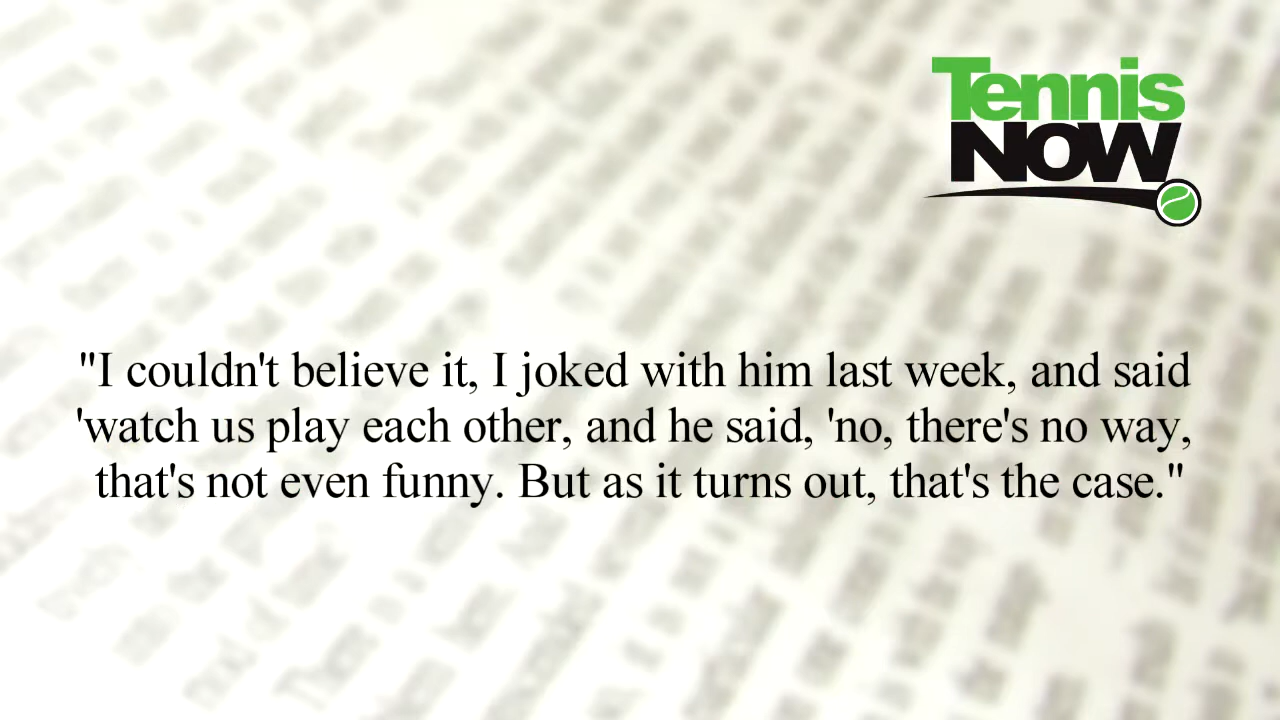 Tennis
NOW
"I couldn't believe it, I joked with him last week, and said
'watch us play each other, and he said, 'no, there's no way,
that's not even funny. But as it turns out, that's the case."